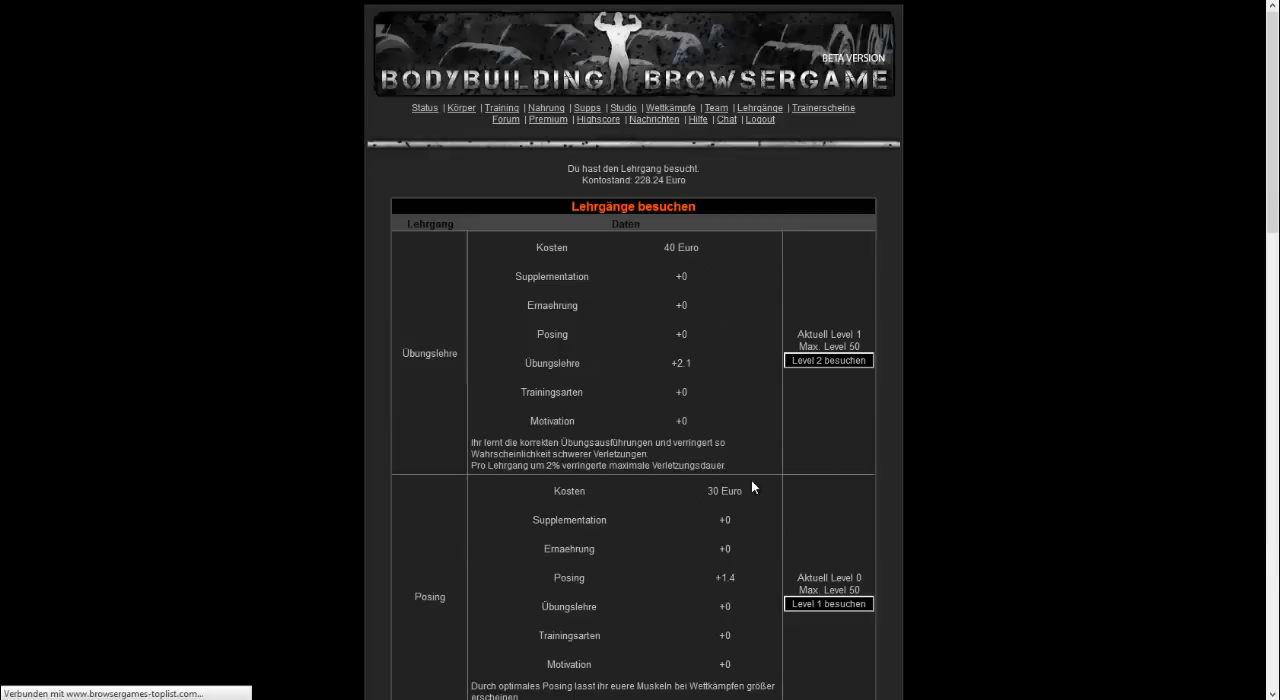 BETA VERSION
BODYBUILDING BROWSERGAME
Status | Körper | Training | Nahrung | Supps | Studio | Wettkämpfe | Team | Lehrgänge | Trainerscheine
Forum | Premium | Highscore | Nachrichten | Hilfe | Chat | Logout
Du hast den Lehrgang besucht.
Kontostand: 228.24 Euro
Lehrgänge besuchen
Lehrgang Daten
Kosten 40 Euro
Supplementation +0
Ernaehrung +0
Posing +0
Aktuell Level 1
Max. Level 50
Übungslehre
Level 2 besuchen
Übungslehre +2.1
Trainingsarten +0
Motivation +0
Ihr lernt die korrekten Übungsausführungen und verringert so
Wahrscheinlichkeit schwerer Verletzungen.
Pro Lehrgang um 2% verringerte maximale Verletzungsdauer.
Kosten 30 Euro
Supplementation +0
Ernaehrung +0
Posing +1.4
Aktuell Level 0
Max. Level 50
Posing
Level 1 besuchen
Übungslehre +0
Trainingsarten +0
Motivation +0
Durch optimales Posing lasst ihr euere Muskeln bei Wettkämpfen größer
erscheinen
Verbunden mit www.browsergames-toplist.com...